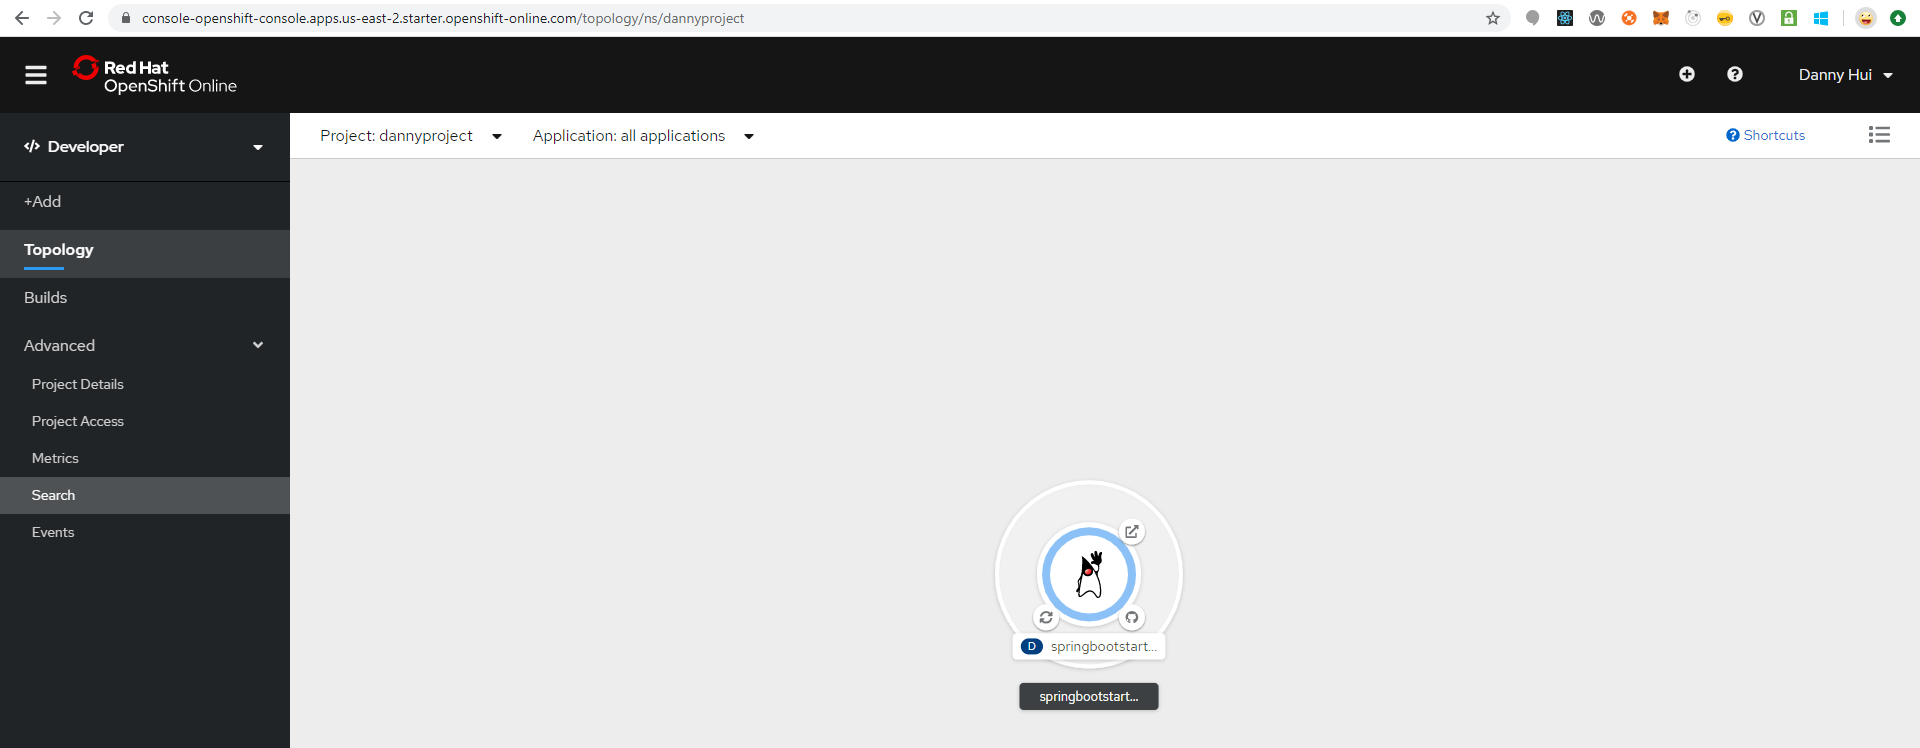 console-openshift-console.apps.us-east-2.starter.openshift-online.com/topology/ns/dannyproject
Red Hat
OpenShift Online
Danny Hui
</> Developer
Project: dannyproject
Application: all applications
Shortcuts
+Add
Topology
Builds
Advanced
Project Details
Project Access
Metrics
Search
Events
D springbootstart...
springbootstart...